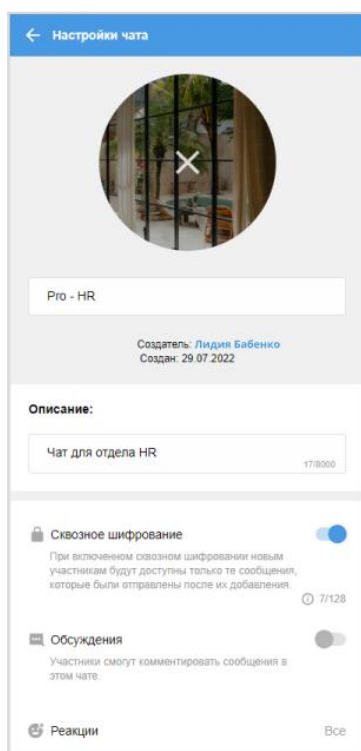 Настройки чата
Pro - HR
Создатель: Лидия Бабенко
Создан: 29.07.2022
Описание:
Чат для отдела HR
17/8000
Сквозное шифрование
При включенном сквозном шифровании новым
участникам будут доступны только те сообщения,
которые были отправлены после их добавления.
7/128
Обсуждения
Участники смогут комментировать сообщения в
этом чате.
Реакции Все